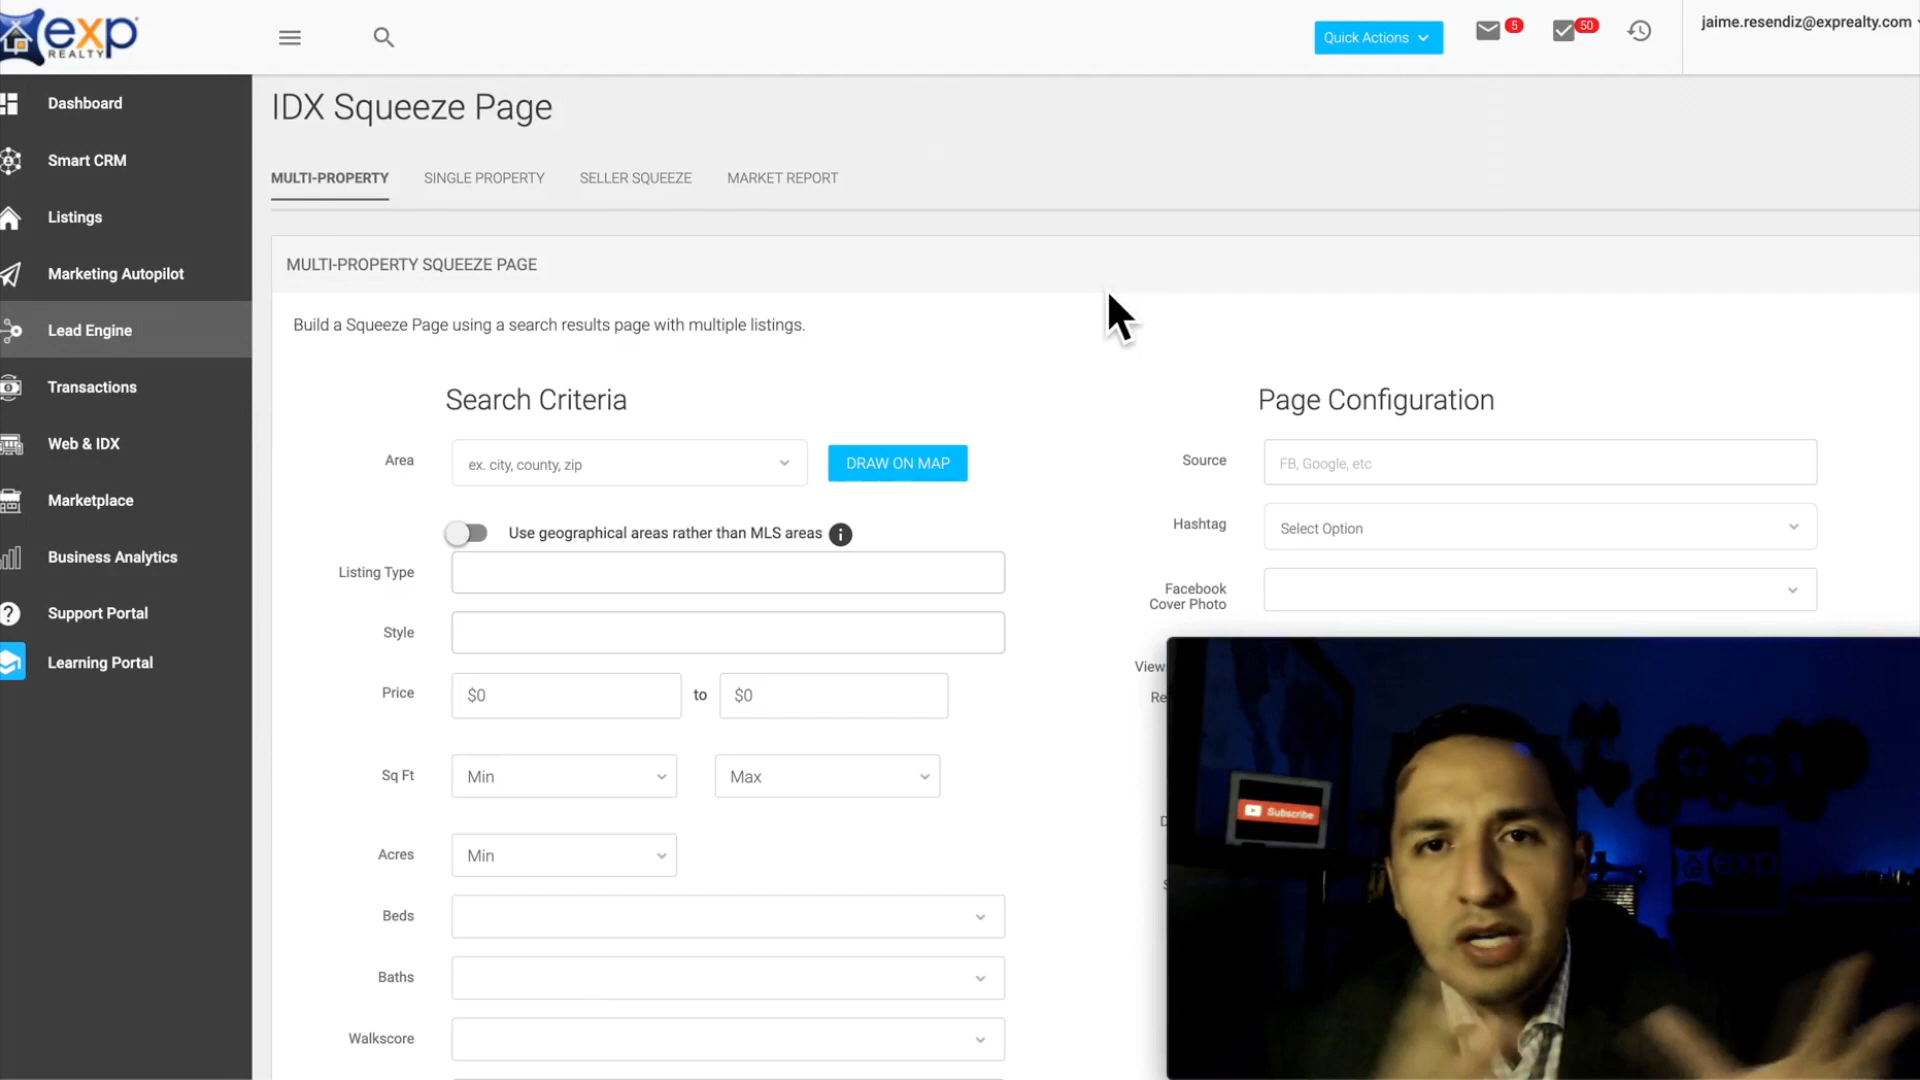 exp
REALTY
Quick Actions
5
50
jaime.resendiz@exprealty.com
Dashboard
Smart CRM
Listings
Marketing Autopilot
Lead Engine
Transactions
Web & IDX
Marketplace
Business Analytics
Support Portal
Learning Portal
IDX Squeeze Page
MULTI-PROPERTY
SINGLE PROPERTY
SELLER SQUEEZE
MARKET REPORT
MULTI-PROPERTY SQUEEZE PAGE
Build a Squeeze Page using a search results page with multiple listings.
Search Criteria
Area
ex. city, county, zip
DRAW ON MAP
Use geographical areas rather than MLS areas
Listing Type
Style
Price
$0
to
$0
Sq Ft
Min
Max
Acres
Min
Beds
Baths
Walkscore
Page Configuration
Source
FB, Google, etc
Hashtag
Select Option
Facebook
Cover Photo
View
Re
Subscribe
exp